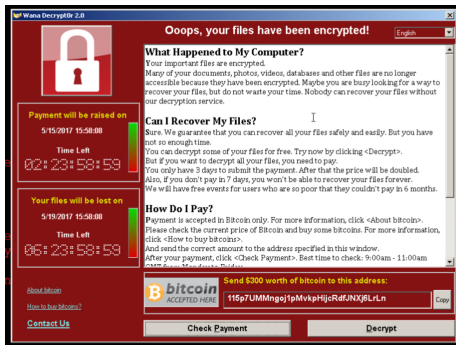 Wana Decrypt0r 2.0
Ooops, your files have been encrypted!
English
What Happened to My Computer?
Your important files are encrypted.
Many of your documents, photos, videos, databases and other files are no longer
accessible because they have been encrypted. Maybe you are busy looking for a way to
recover your files, but do not waste your time. Nobody can recover your files without
our decryption service.
Can I Recover My Files?
Sure. We guarantee that you can recover all your files safely and easily. But you have
not so enough time.
You can decrypt some of your files for free. Try now by clicking <Decrypt>.
But if you want to decrypt all your files, you need to pay.
You only have 3 days to submit the payment. After that the price will be doubled.
Also, if you don't pay in 7 days, you won't be able to recover your files forever.
We will have free events for users who are so poor that they couldn't pay in 6 months.
How Do I Pay?
Payment is accepted in Bitcoin only. For more information, click <About bitcoin>.
Please check the current price of Bitcoin and buy some bitcoins. For more information,
click <How to buy bitcoins>.
And send the correct amount to the address specified in this window.
After your payment, click <Check Payment>. Best time to check: 9:00am - 11:00am
GMT from Monday to Friday.
Payment will be raised on
5/15/2017 15:58:08
Time Left
02:23:58:59
Your files will be lost on
5/19/2017 15:58:08
Time Left
06:23:58:59
About bitcoin
How to buy bitcoins?
Contact Us
bitcoin
ACCEPTED HERE
Send $300 worth of bitcoin to this address:
115p7UMMngoj1pMvkpHijcRdfJNXj6LrLn
Copy
Check Payment
Decrypt